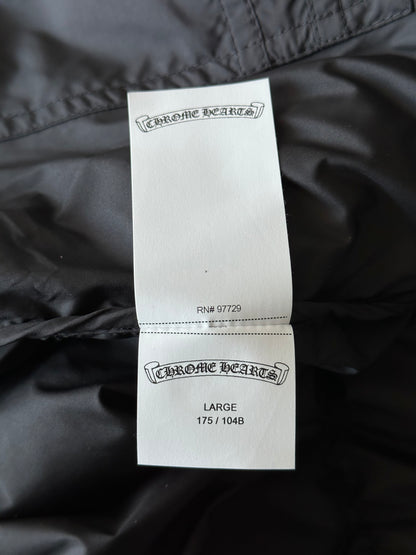 CHROME HEARTS
RN# 97729
CHROME HEARTS
LARGE
175 / 104B